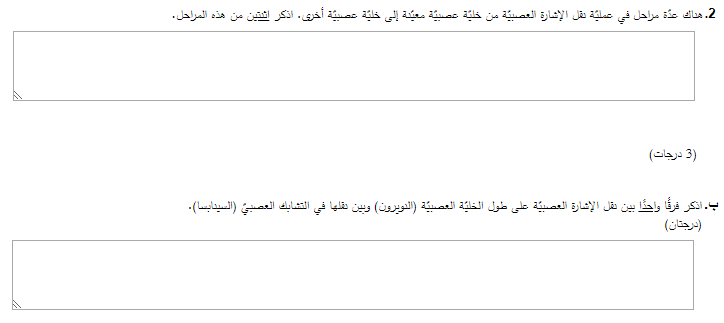 2. هناك عدّة مراحل في عمليّة نقل الإشارة العصبيّة من خليّة عصبيّة معيّنة إلى خليّة عصبيّة أخرى. اذكر اثنتين من هذه المراحل.
(3 درجات)
ب. اذكر فرقًا واحدًا بين نقل الإشارة العصبيّة على طول الخليّة العصبيّة (النويرون) وبين نقلها في التشابك العصبيّ (السينابسا).
(درجتان)